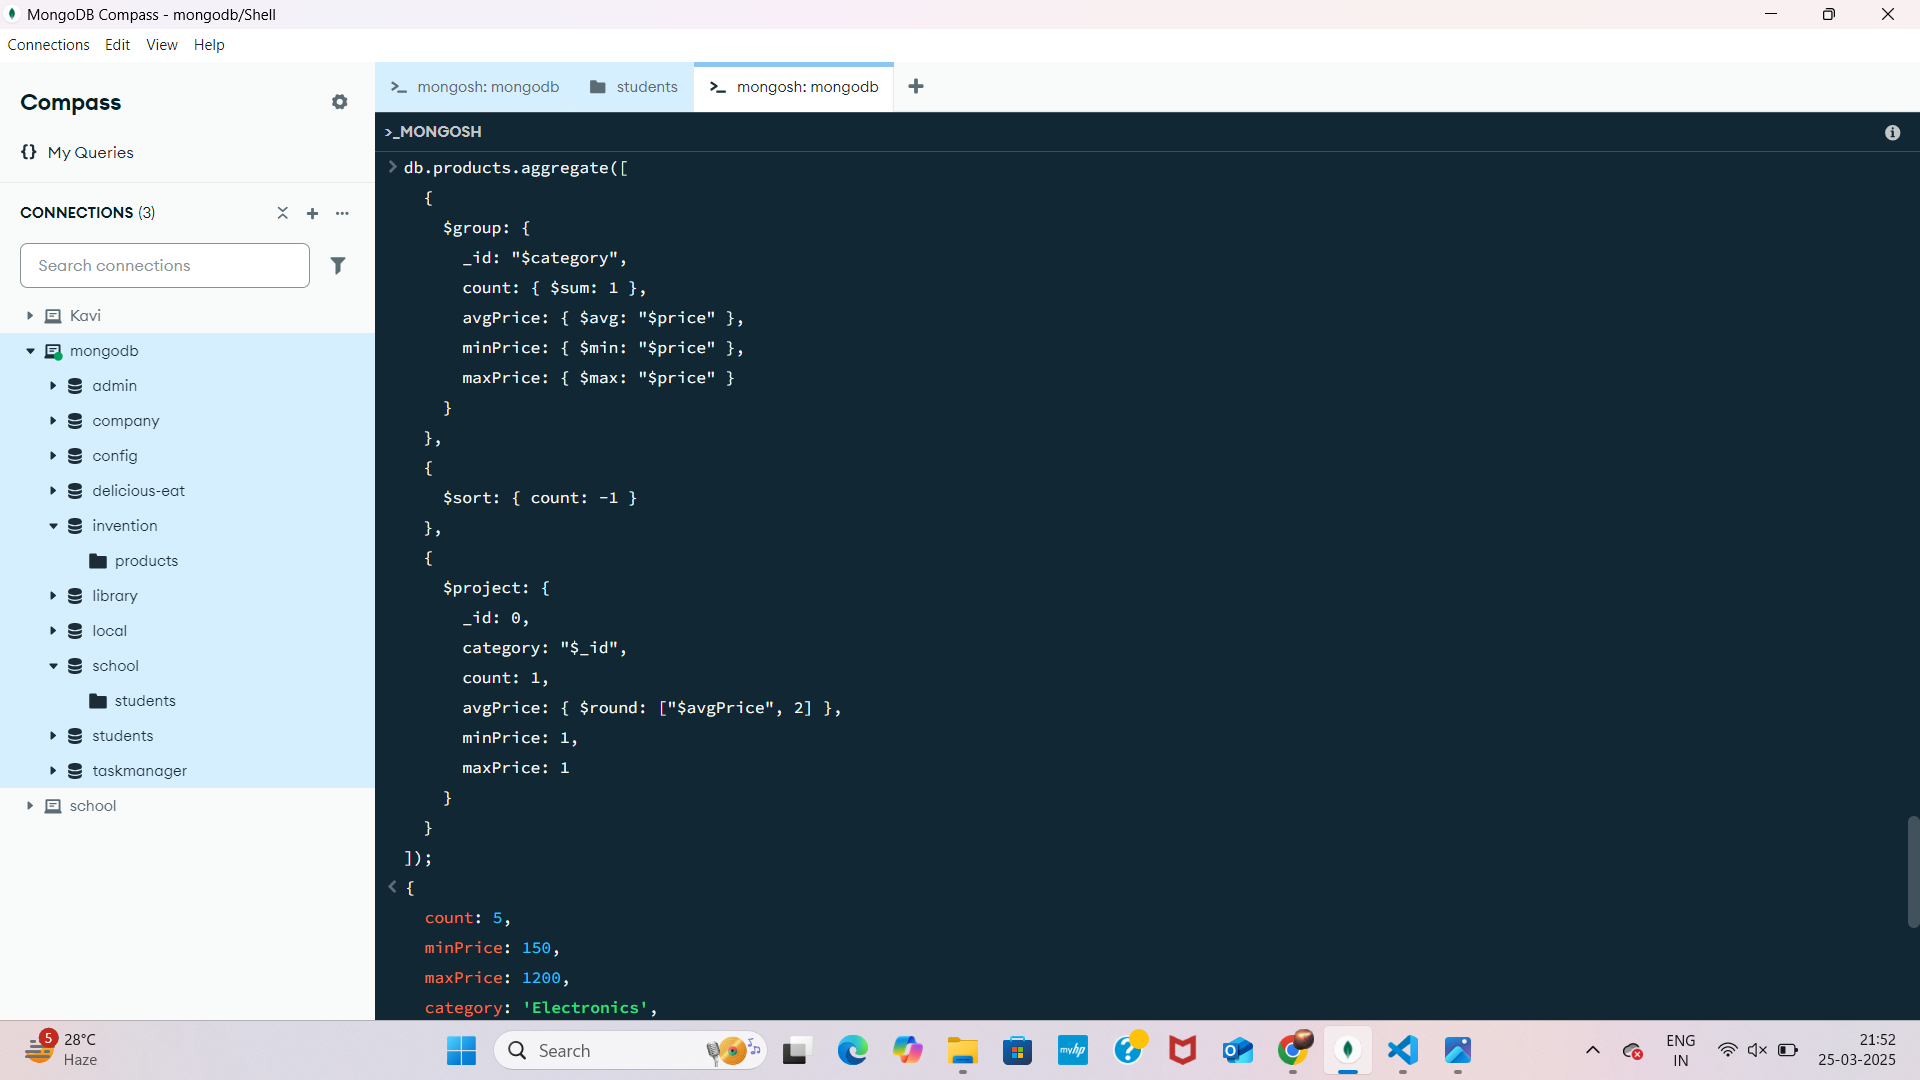 MongoDB Compass - mongodb/Shell
Connections Edit View Help
Compass
{} My Queries
CONNECTIONS (3)
Search connections
Kavi
mongodb
admin
company
config
delicious-eat
invention
products
library
local
school
students
students
taskmanager
school
>_ mongosh: mongodb students >_ mongosh: mongodb +
>_MONGOSH
> db.products.aggregate([
{
$group: {
_id: "$category",
count: { $sum: 1 },
avgPrice: { $avg: "$price" },
minPrice: { $min: "$price" },
maxPrice: { $max: "$price" }
}
},
{
$sort: { count: -1 }
},
{
$project: {
_id: 0,
category: "$_id",
count: 1,
avgPrice: { $round: ["$avgPrice", 2] },
minPrice: 1,
maxPrice: 1
}
}
]);
< {
count: 5,
minPrice: 150,
maxPrice: 1200,
category: 'Electronics',
5
28°C
Haze
Search
myhp
ENG
IN
21:52
25-03-2025